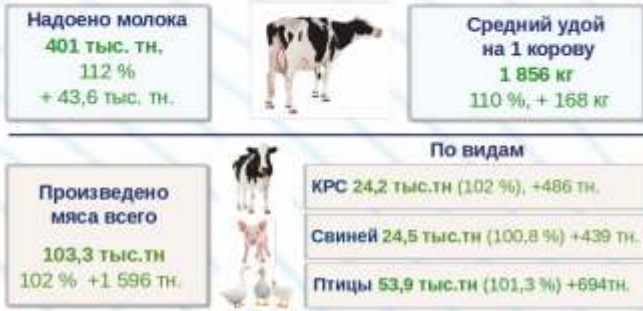 Надоено молока
401 тыс. тн.
112 %
+ 43,6 тыс. тн.
Средний удой
на 1 корову
1 856 кг
110 %, + 168 кг
По видам
Произведено
мяса всего
103,3 тыс.тн
102 % +1 596 тн.
КРС 24,2 тыс.тн (102 %), +486 тн.
Свиней 24,5 тыс.тн (100,8 %) +439 тн.
Птицы 53,9 тыс.тн (101,3 %) +694тн.